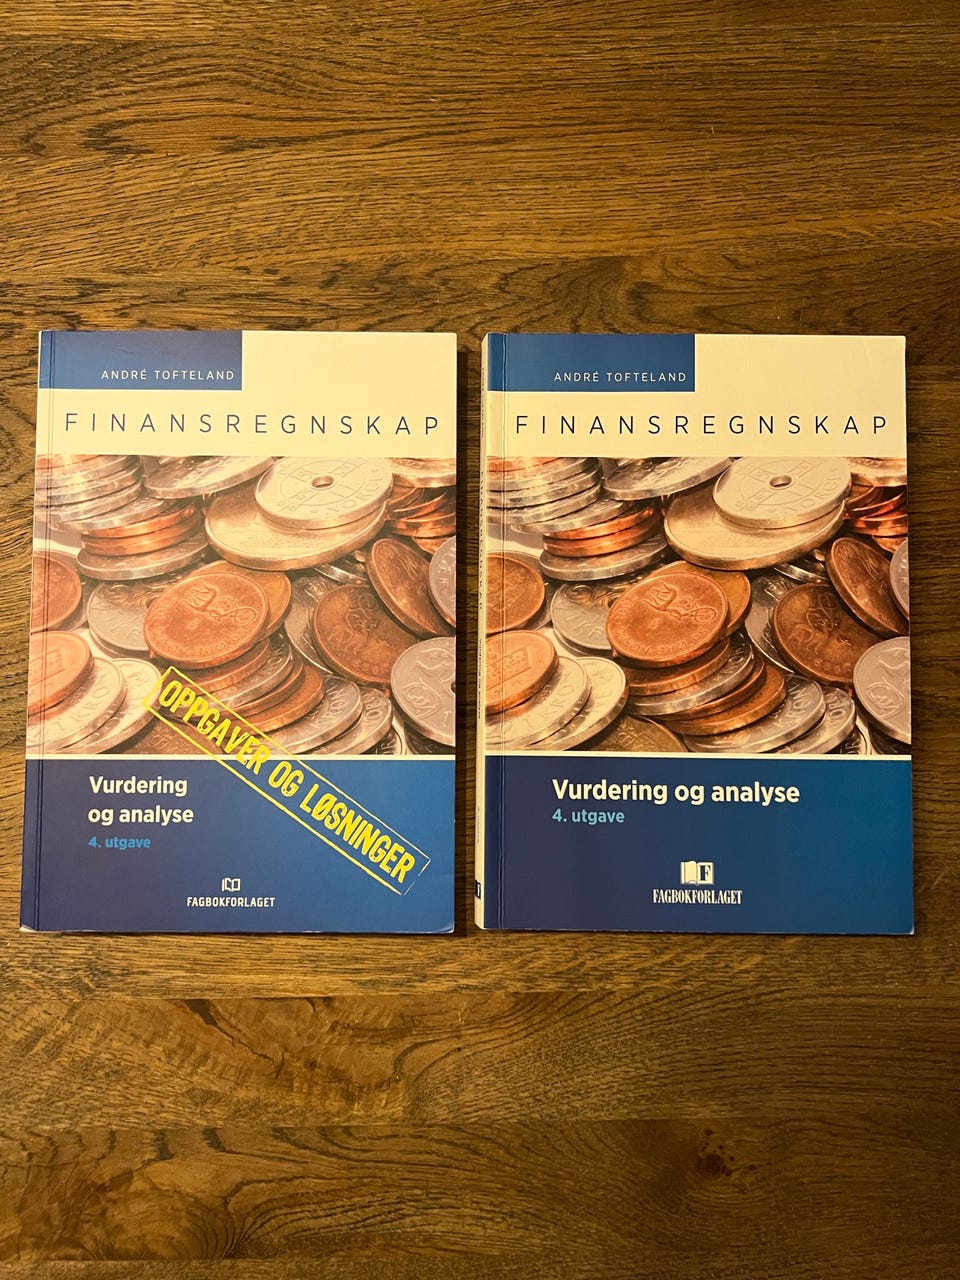 ANDRÉ TOFTELAND
FINANSREGNSKAP
OPPGAVER OG LØSNINGER
Vurdering
og analyse
4. utgave
FAGBOKFORLAGET
ANDRÉ TOFTELAND
FINANSREGNSKAP
Vurdering og analyse
4. utgave
F
FAGBOKFORLAGET